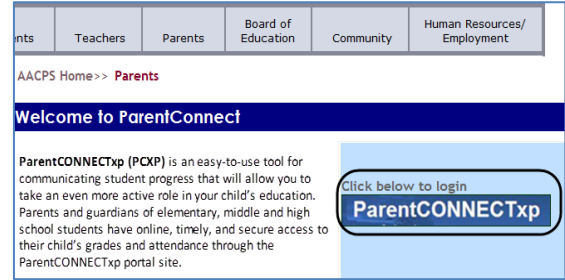 Board of Human Resources/
Teachers Parents Education Community Employment
AACPS Home>> Parents
Welcome to ParentConnect
ParentCONNECTxp (PCXP) is an easy-to-use tool for
communicating student progress that will allow you to
take an even more active role in your child's education.
Parents and guardians of elementary, middle and high
school students have online, timely, and secure access to
their child's grades and attendance through the
ParentCONNECTxp portal site.
Click below to login
ParentCONNECTxp